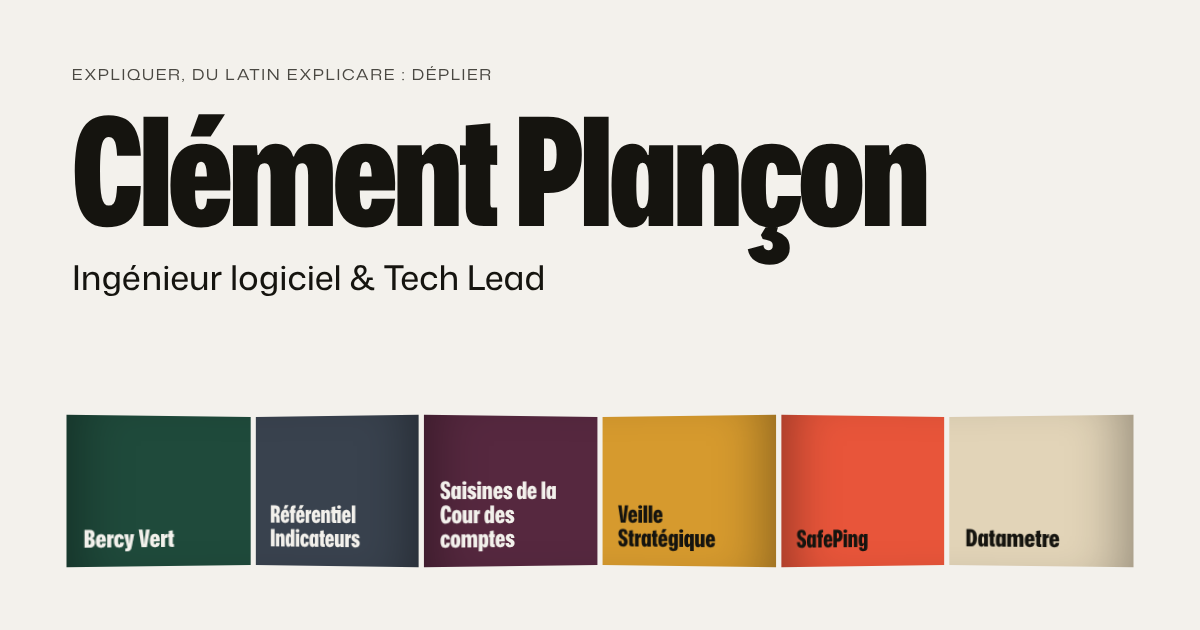 EXPLIQUER, DU LATIN EXPLICARE : DÉPLIER
Clément Plançon
Ingénieur logiciel & Tech Lead
Bercy Vert
Référentiel
Indicateurs
Saisines de la
Cour des
comptes
Veille
Stratégique
SafePing
Datametre